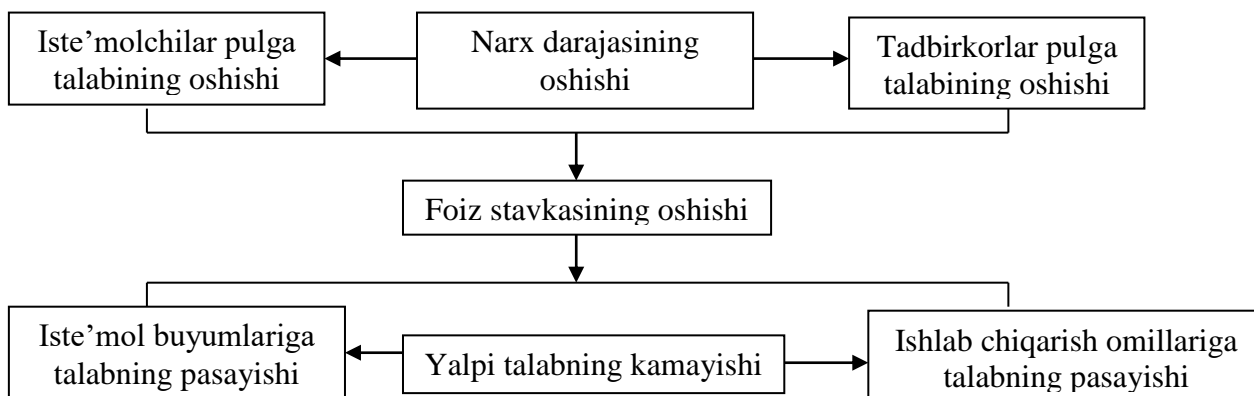 Iste’molchilar pulga
talabining oshishi
Narx darajasining
oshishi
Tadbirkorlar pulga
talabining oshishi
Foiz stavkasining oshishi
Iste’mol buyumlariga
talabning pasayishi
Yalpi talabning kamayishi
Ishlab chiqarish omillariga
talabning pasayishi